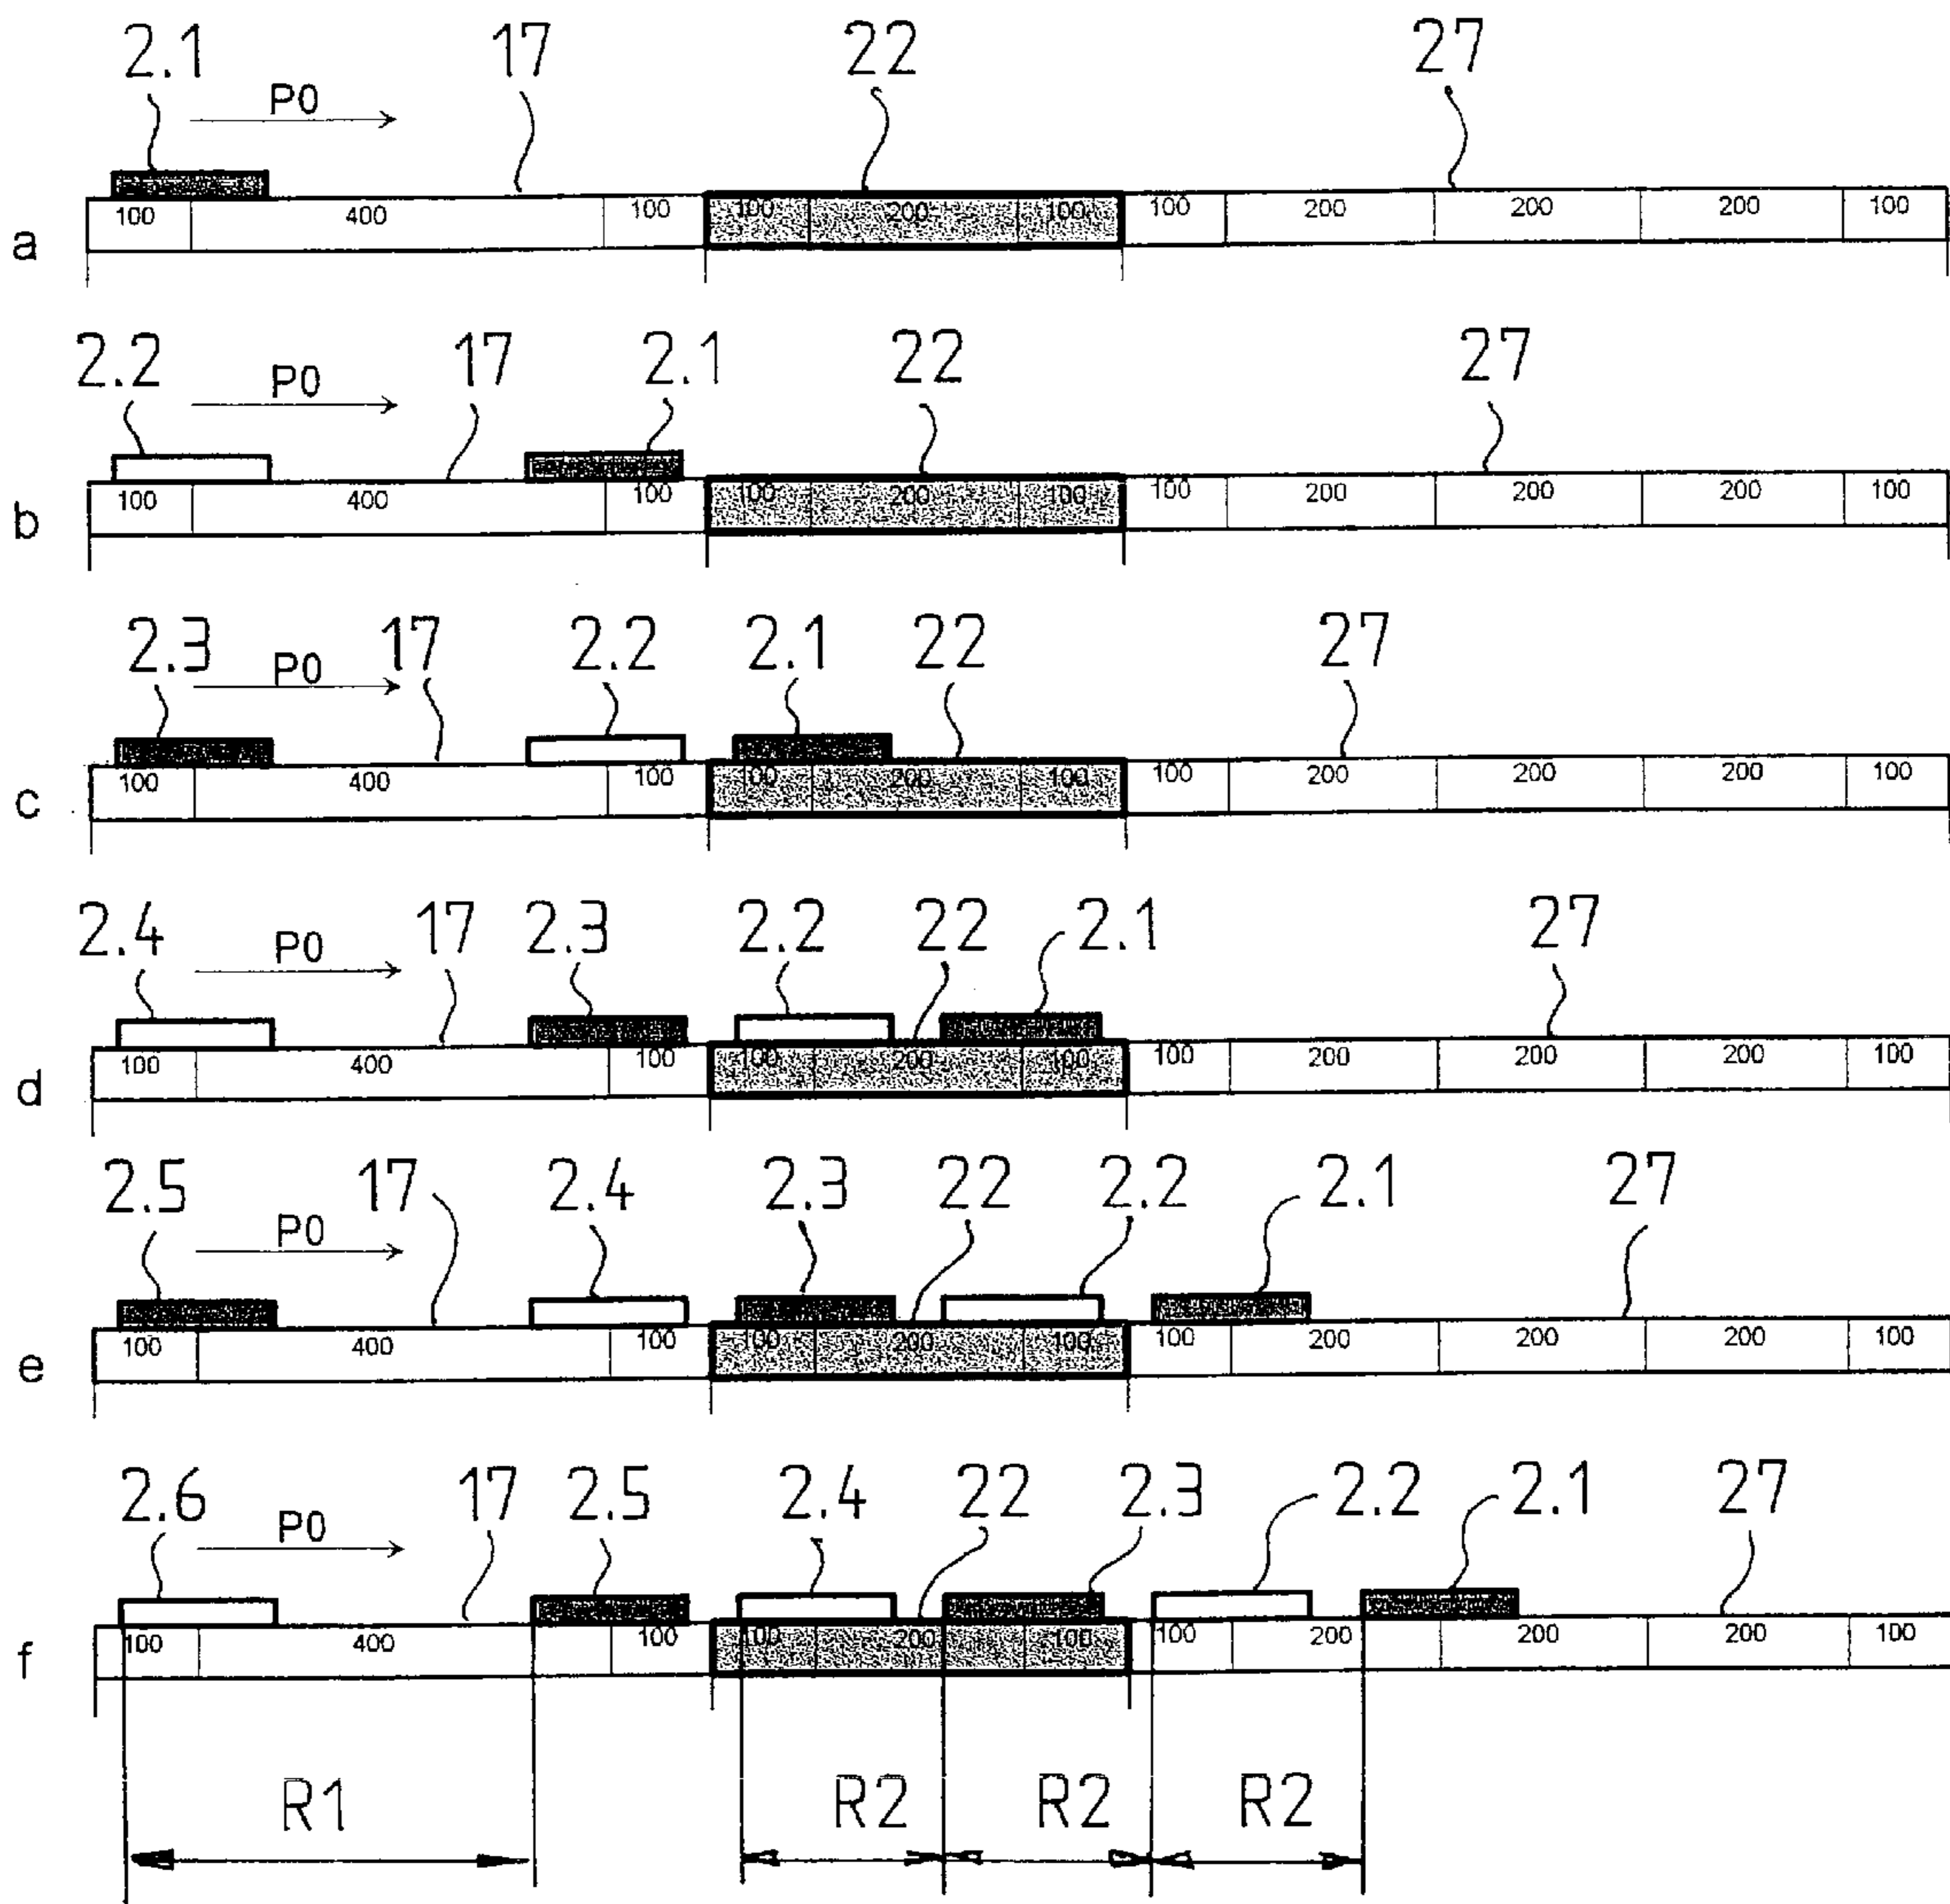 2.1 17 22 27
P0
100 400 100 100 200 100 100 200 200 200 100
a
2.2 17 2.1 22 27
P0
100 400 100 100 200 100 100 200 200 200 100
b
2.3 17 2.2 2.1 22 27
P0
100 400 100 00 200 100 100 200 200 200 100
c
2.4 17 2.3 2.2 22 2.1 27
P0
100 400 100 100 200 100 100 200 200 200 100
d
2.5 17 2.4 2.3 22 2.2 2.1 27
P0
100 400 100 100 200 100 100 200 200 200 100
e
2.6 17 2.5 2.4 22 2.3 2.2 2.1 27
P0
100 400 100 100 200 100 100 200 200 200 100
f
R1 R2 R2 R2